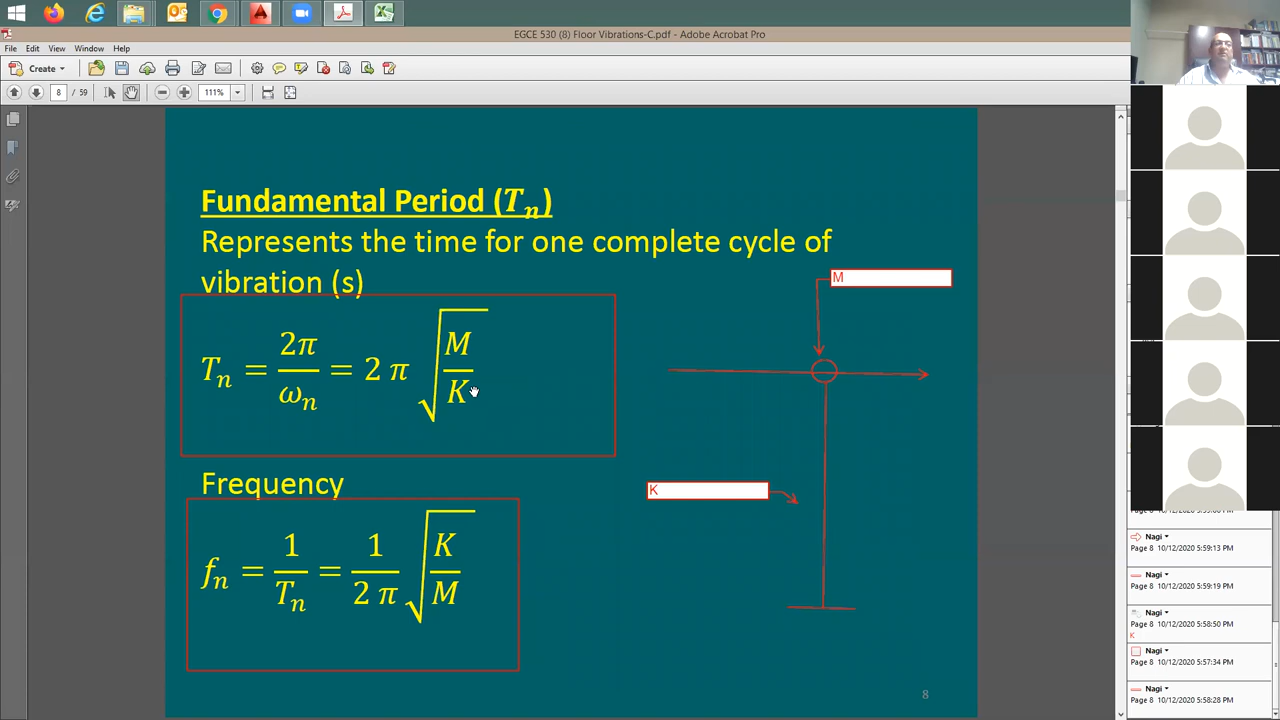 EGCE 530 (8) Floor Vibrations-C.pdf - Adobe Acrobat Pro
File Edit View Window Help
Create
8 / 59 111%
Fundamental Period (Tₙ)
Represents the time for one complete cycle of
vibration (s)
M
Tₙ = 2π/ωₙ = 2 π √(M/K)
K
Frequency
fₙ = 1/Tₙ = 1/(2 π) √(K/M)
8
Nagi
Page 8 10/12/2020 5:59:13 PM
Nagi
Page 8 10/12/2020 5:59:19 PM
Nagi
Page 8 10/12/2020 5:58:50 PM
K
Nagi
Page 8 10/12/2020 5:57:34 PM
Nagi
Page 8 10/12/2020 5:58:28 PM